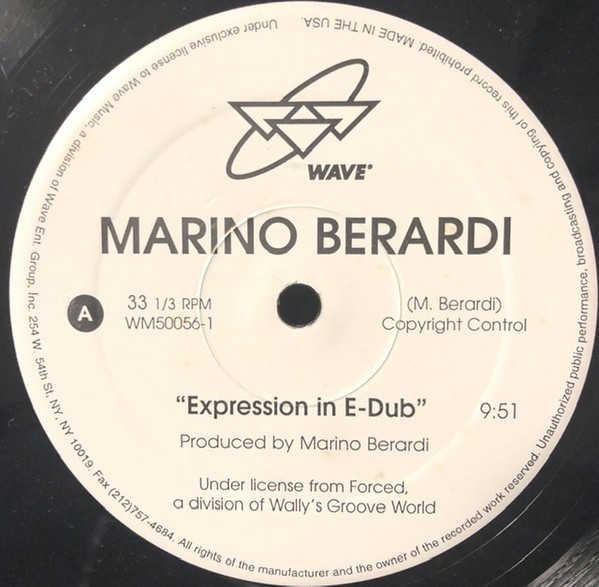 WAVE®
MARINO BERARDI
A
33 1/3 RPM
WM50056-1
(M. Berardi)
Copyright Control
“Expression in E-Dub” 9:51
Produced by Marino Berardi
Under license from Forced,
a division of Wally's Groove World
Under exclusive license to Wave Music, a division of Wave Ent. Group, Inc. 254 W. 54th St, NY, NY 10019. Fax (212)757-4684. All rights of the manufacturer and the owner of the recorded work reserved. Unauthorized public performance, broadcasting and copying of this record prohibited. MADE IN THE USA.